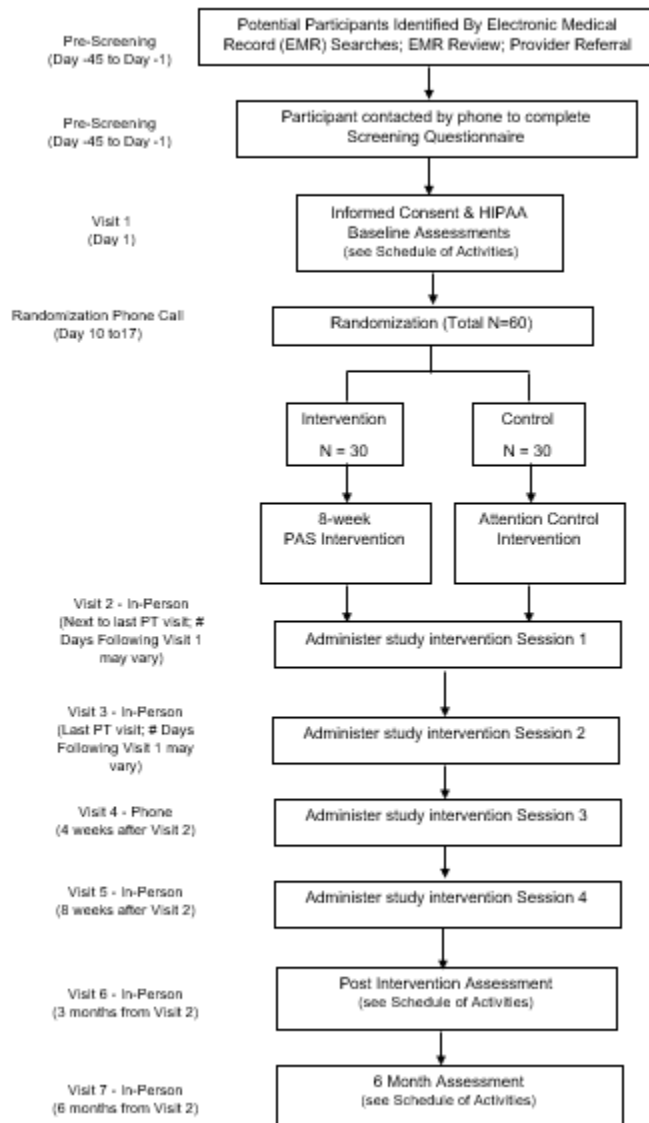 Pre-Screening
(Day -45 to Day -1)
Potential Participants Identified By Electronic Medical
Record (EMR) Searches; EMR Review; Provider Referral
Pre-Screening
(Day -45 to Day -1)
Participant contacted by phone to complete
Screening Questionnaire
Visit 1
(Day 1)
Informed Consent & HIPAA
Baseline Assessments
(see Schedule of Activities)
Randomization Phone Call
(Day 10 to17)
Randomization (Total N=60)
Intervention
N = 30
Control
N = 30
8-week
PAS Intervention
Attention Control
Intervention
Visit 2 - In-Person
(Next to last PT visit; #
Days Following Visit 1
may vary)
Administer study intervention Session 1
Visit 3 - In-Person
(Last PT visit; # Days
Following Visit 1 may
vary)
Administer study intervention Session 2
Visit 4 - Phone
(4 weeks after Visit 2)
Administer study intervention Session 3
Visit 5 - In-Person
(8 weeks after Visit 2)
Administer study intervention Session 4
Visit 6 - In-Person
(3 months from Visit 2)
Post Intervention Assessment
(see Schedule of Activities)
Visit 7 - In-Person
(6 months from Visit 2)
6 Month Assessment
(see Schedule of Activities)